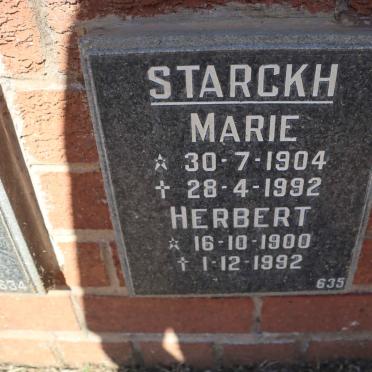 STARCKH
MARIE
☆ 30-7-1904
✝ 28-4-1992
HERBERT
☆ 16-10-1900
✝ 1-12-1992
635
634